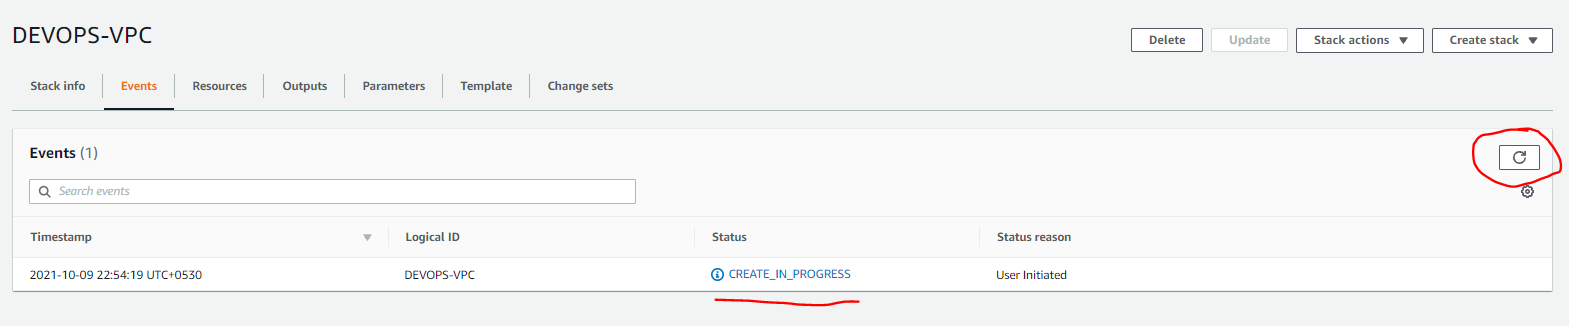 DEVOPS-VPC
Delete Update Stack actions Create stack
Stack info Events Resources Outputs Parameters Template Change sets
Events (1)
Search events
Timestamp Logical ID Status Status reason
2021-10-09 22:54:19 UTC+0530 DEVOPS-VPC CREATE_IN_PROGRESS User Initiated